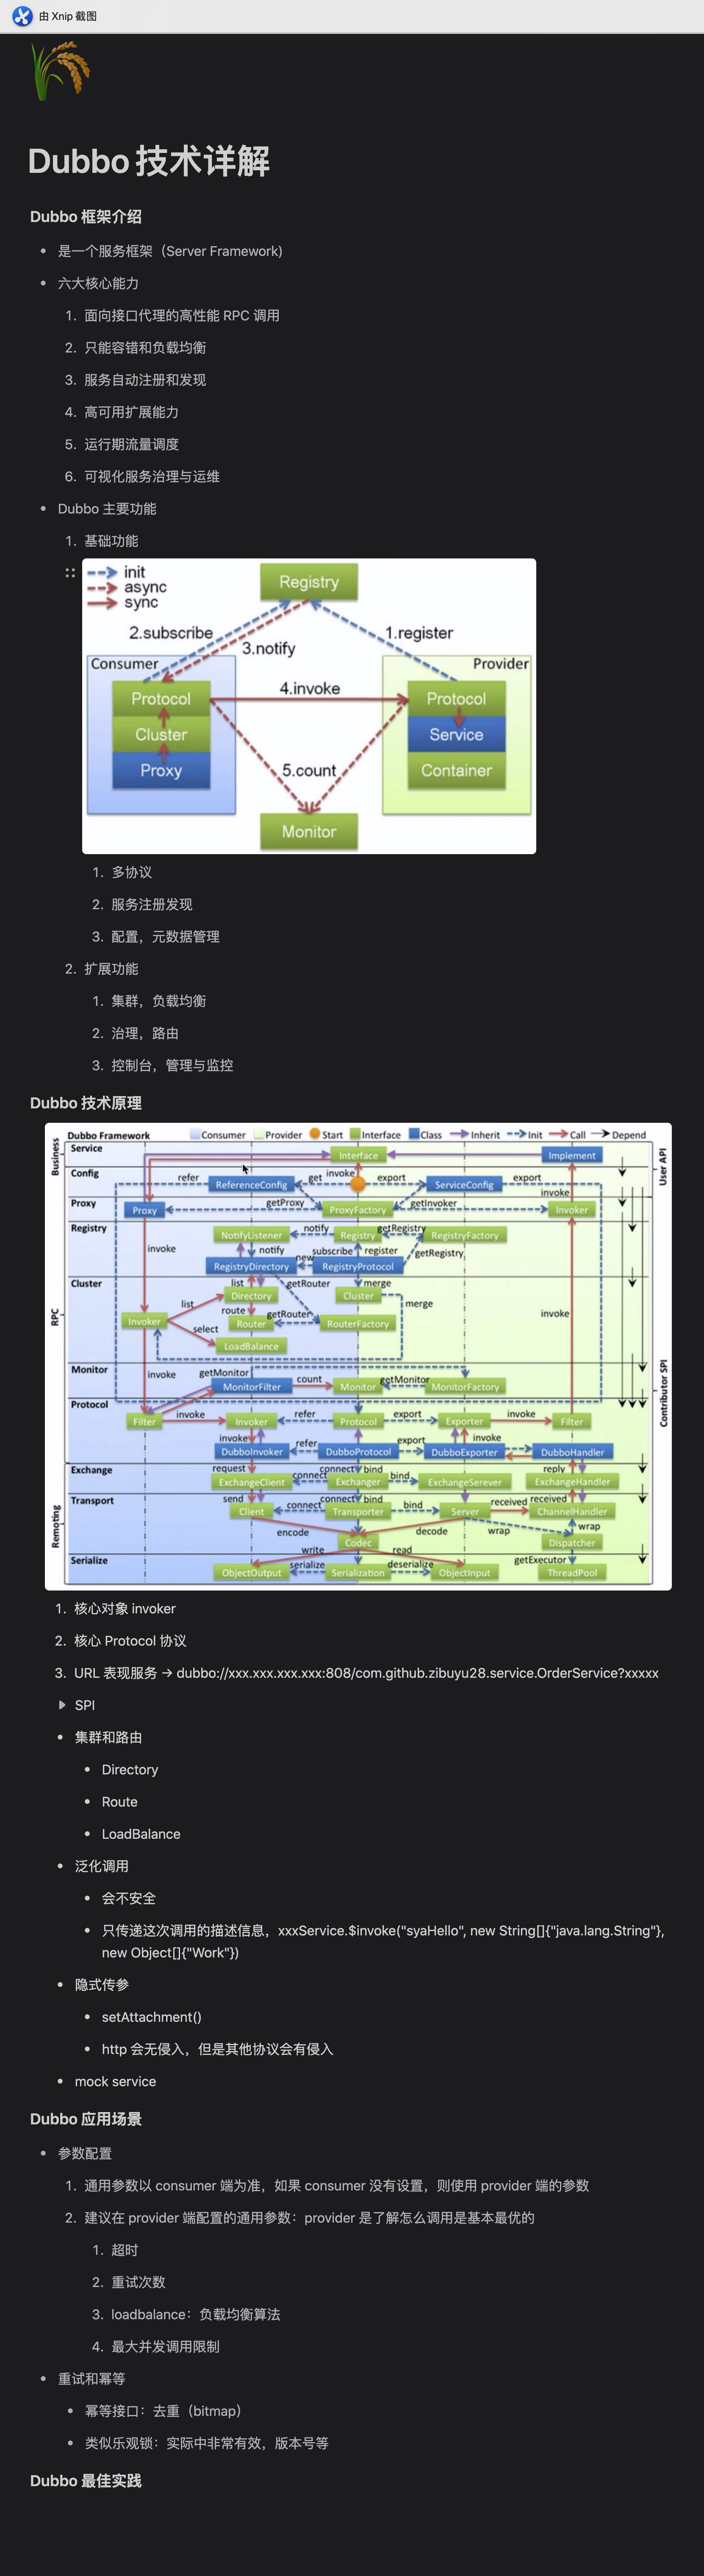 由 Xnip 截图
Dubbo 技术详解
Dubbo 框架介绍
是一个服务框架（Server Framework)
六大核心能力
1. 面向接口代理的高性能 RPC 调用
2. 只能容错和负载均衡
3. 服务自动注册和发现
4. 高可用扩展能力
5. 运行期流量调度
6. 可视化服务治理与运维
Dubbo 主要功能
1. 基础功能
init
async
sync
Registry
2.subscribe
3.notify
1.register
Consumer
Provider
Protocol
4.invoke
Protocol
Cluster
Service
Proxy
5.count
Container
Monitor
1. 多协议
2. 服务注册发现
3. 配置，元数据管理
2. 扩展功能
1. 集群，负载均衡
2. 治理，路由
3. 控制台，管理与监控
Dubbo 技术原理
Dubbo Framework
Consumer Provider Start Interface Class Inherit Init Call Depend
Business
RPC
Remoting
User API
Contributor SPI
Service
Interface
Implement
Config
refer
ReferenceConfig
get
invoke
export
ServiceConfig
export
invoke
Proxy
Proxy
getProxy
ProxyFactory
getInvoker
Invoker
Registry
NotifyListener
notify
Registry
getRegistry
RegistryFactory
invoke
notify
subscribe
register
getRegistry
new
RegistryDirectory
RegistryProtocol
Cluster
list
getRouter
merge
Directory
Cluster
merge
list
route
getRouter
Invoker
Router
RouterFactory
invoke
select
LoadBalance
Monitor
invoke
getMonitor
MonitorFilter
count
Monitor
getMonitor
MonitorFactory
Protocol
Filter
invoke
Invoker
refer
Protocol
export
Exporter
invoke
Filter
invoke
invoke
DubboInvoker
refer
DubboProtocol
export
DubboExporter
DubboHandler
Exchange
request
connect
bind
reply
ExchangeClient
connect
Exchanger
bind
ExchangeSerever
ExchangeHandler
Transport
send
connect
bind
received
received
Client
connect
Transporter
bind
Server
ChannelHandler
encode
decode
wrap
wrap
Codec
Dispatcher
write
read
Serialize
serialize
deserialize
getExecutor
ObjectOutput
Serialization
ObjectInput
ThreadPool
1. 核心对象 invoker
2. 核心 Protocol 协议
3. URL 表现服务 → dubbo://xxx.xxx.xxx.xxx:808/com.github.zibuyu28.service.OrderService?xxxxx
SPI
集群和路由
Directory
Route
LoadBalance
泛化调用
会不安全
只传递这次调用的描述信息，xxxService.$invoke("syaHello", new String[]{"java.lang.String"},
new Object[]{"Work"})
隐式传参
setAttachment()
http 会无侵入，但是其他协议会有侵入
mock service
Dubbo 应用场景
参数配置
1. 通用参数以 consumer 端为准，如果 consumer 没有设置，则使用 provider 端的参数
2. 建议在 provider 端配置的通用参数：provider 是了解怎么调用是基本最优的
1. 超时
2. 重试次数
3. loadbalance：负载均衡算法
4. 最大并发调用限制
重试和幂等
幂等接口：去重（bitmap）
类似乐观锁：实际中非常有效，版本号等
Dubbo 最佳实践